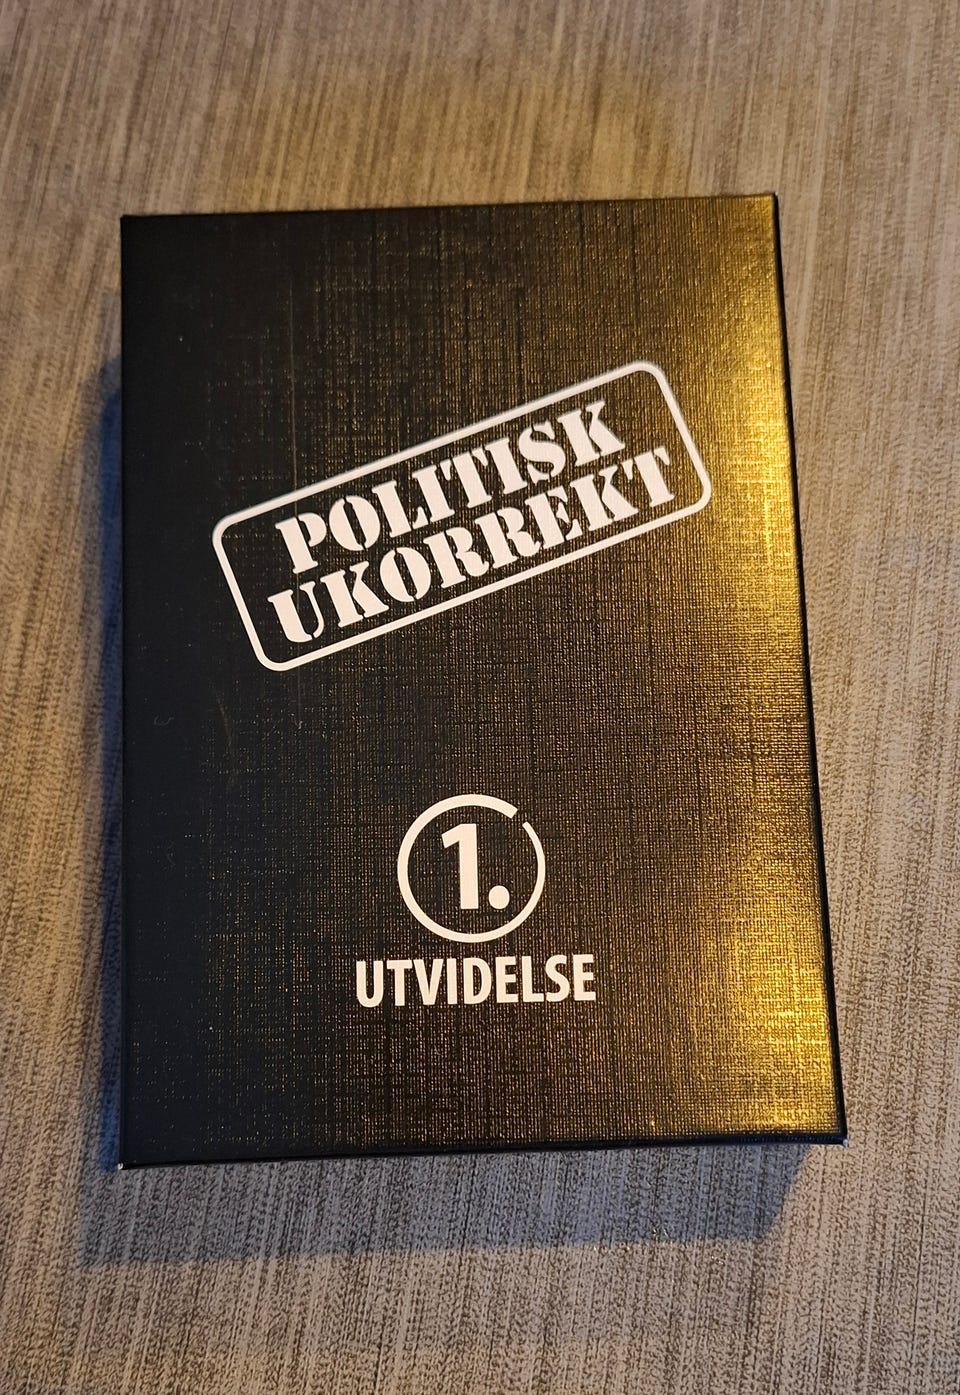 POLITISK
UKORREKT
1.
UTVIDELSE